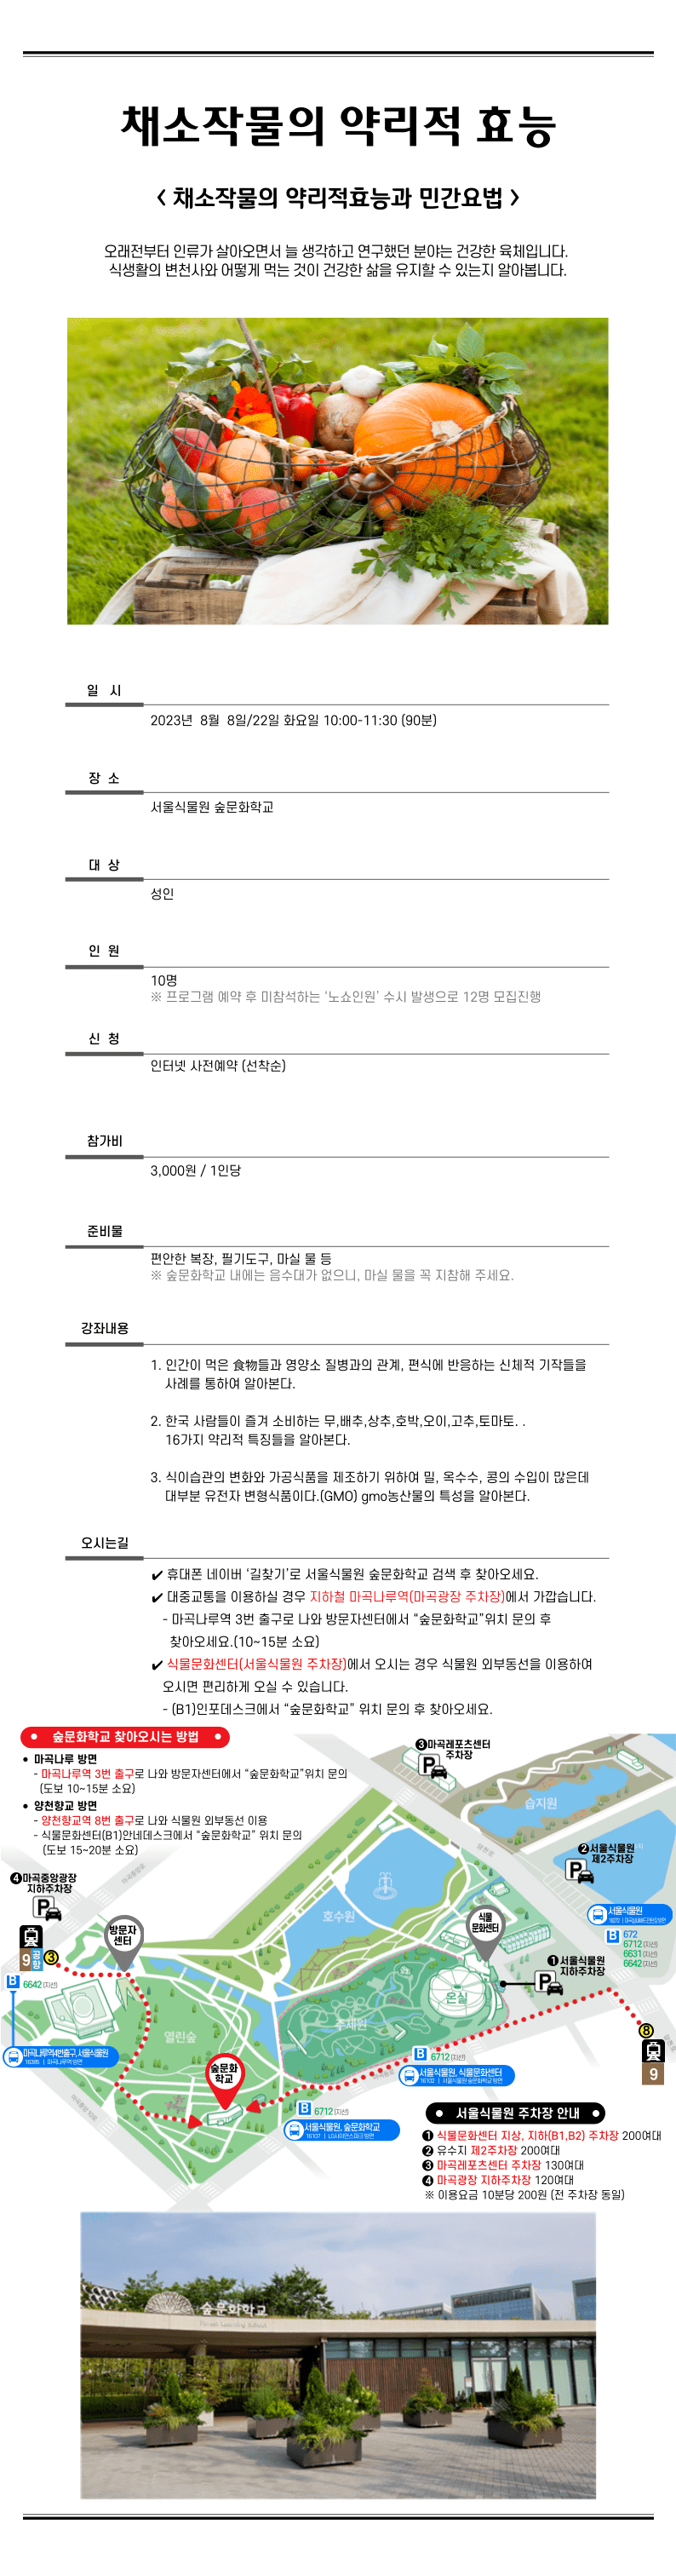 채소작물의 약리적 효능
< 채소작물의 약리적효능과 민간요법 >
오래전부터 인류가 살아오면서 늘 생각하고 연구했던 분야는 건강한 육체입니다.
식생활의 변천사와 어떻게 먹는 것이 건강한 삶을 유지할 수 있는지 알아봅니다.
일 시
2023년 8월 8일/22일 화요일 10:00-11:30 (90분)
장 소
서울식물원 숲문화학교
대 상
성인
인 원
10명
※ 프로그램 예약 후 미참석하는 ‘노쇼인원’ 수시 발생으로 12명 모집진행
신 청
인터넷 사전예약 (선착순)
참가비
3,000원 / 1인당
준비물
편안한 복장, 필기도구, 마실 물 등
※ 숲문화학교 내에는 음수대가 없으니, 마실 물을 꼭 지참해 주세요.
강좌내용
1. 인간이 먹은 食物들과 영양소 질병과의 관계, 편식에 반응하는 신체적 기작들을
사례를 통하여 알아본다.
2. 한국 사람들이 즐겨 소비하는 무,배추,상추,호박,오이,고추,토마토. .
16가지 약리적 특징들을 알아본다.
3. 식이습관의 변화와 가공식품을 제조하기 위하여 밀, 옥수수, 콩의 수입이 많은데
대부분 유전자 변형식품이다.(GMO) gmo농산물의 특성을 알아본다.
오시는길
✔ 휴대폰 네이버 ‘길찾기’로 서울식물원 숲문화학교 검색 후 찾아오세요.
✔ 대중교통을 이용하실 경우 지하철 마곡나루역(마곡광장 주차장)에서 가깝습니다.
- 마곡나루역 3번 출구로 나와 방문자센터에서 “숲문화학교”위치 문의 후
찾아오세요.(10~15분 소요)
✔ 식물문화센터(서울식물원 주차장)에서 오시는 경우 식물원 외부동선을 이용하여
오시면 편리하게 오실 수 있습니다.
- (B1)인포데스크에서 “숲문화학교” 위치 문의 후 찾아오세요.
• 숲문화학교 찾아오시는 방법 •
• 마곡나루 방면
- 마곡나루역 3번 출구로 나와 방문자센터에서 “숲문화학교”위치 문의
(도보 10~15분 소요)
• 양천향교 방면
- 양천향교역 8번 출구로 나와 식물원 외부동선 이용
- 식물문화센터(B1)안네데스크에서 “숲문화학교” 위치 문의
(도보 15~20분 소요)
❸마곡레포츠센터
주차장
P
습지원
❷서울식물원
제2주차장
P
❹마곡중앙광장
지하주차장
P
호수원
식물
문화센터
방문자
센터
서울식물원
B 672
6712(지선)
6631(지선)
6642(지선)
9 공항 3
❶서울식물원
지하주차장
P
B 6642(지선)
온실
주제원
열린숲
8
9
마곡나루역4번출구,서울식물원
B 6712(지선)
서울식물원, 식물문화센터
숲문화
학교
B 6712(지선)
서울식물원, 숲문화학교
• 서울식물원 주차장 안내 •
❶ 식물문화센터 지상, 지하(B1,B2) 주차장 200여대
❷ 유수지 제2주차장 200여대
❸ 마곡레포츠센터 주차장 130여대
❹ 마곡광장 지하주차장 120여대
※ 이용요금 10분당 200원 (전 주차장 동일)
숲문화학교